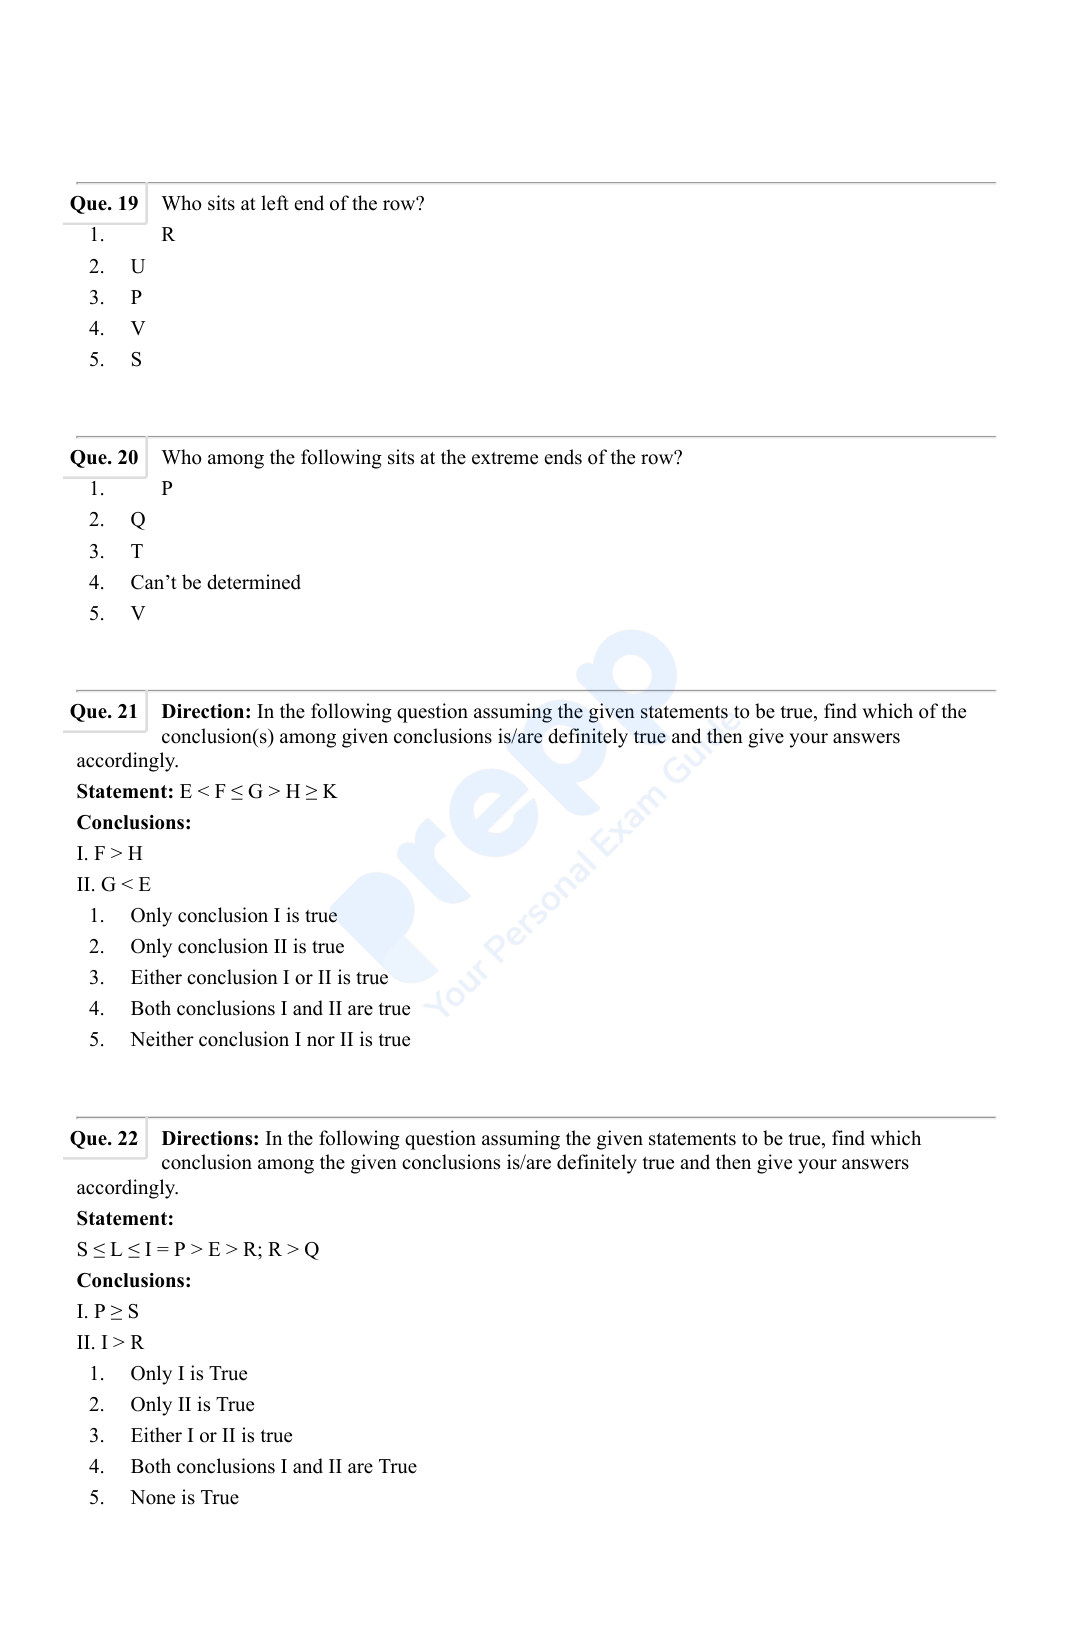 Que. 19 Who sits at left end of the row?
1. R
2. U
3. P
4. V
5. S
Que. 20 Who among the following sits at the extreme ends of the row?
1. P
2. Q
3. T
4. Can’t be determined
5. V
Que. 21 Direction: In the following question assuming the given statements to be true, find which of the
conclusion(s) among given conclusions is/are definitely true and then give your answers
accordingly.
Statement: E < F ≤ G > H ≥ K
Conclusions:
I. F > H
II. G < E
1. Only conclusion I is true
2. Only conclusion II is true
3. Either conclusion I or II is true
4. Both conclusions I and II are true
5. Neither conclusion I nor II is true
Que. 22 Directions: In the following question assuming the given statements to be true, find which
conclusion among the given conclusions is/are definitely true and then give your answers
accordingly.
Statement:
S ≤ L ≤ I = P > E > R; R > Q
Conclusions:
I. P ≥ S
II. I > R
1. Only I is True
2. Only II is True
3. Either I or II is true
4. Both conclusions I and II are True
5. None is True
Prepp
Your Personal Exam Guide